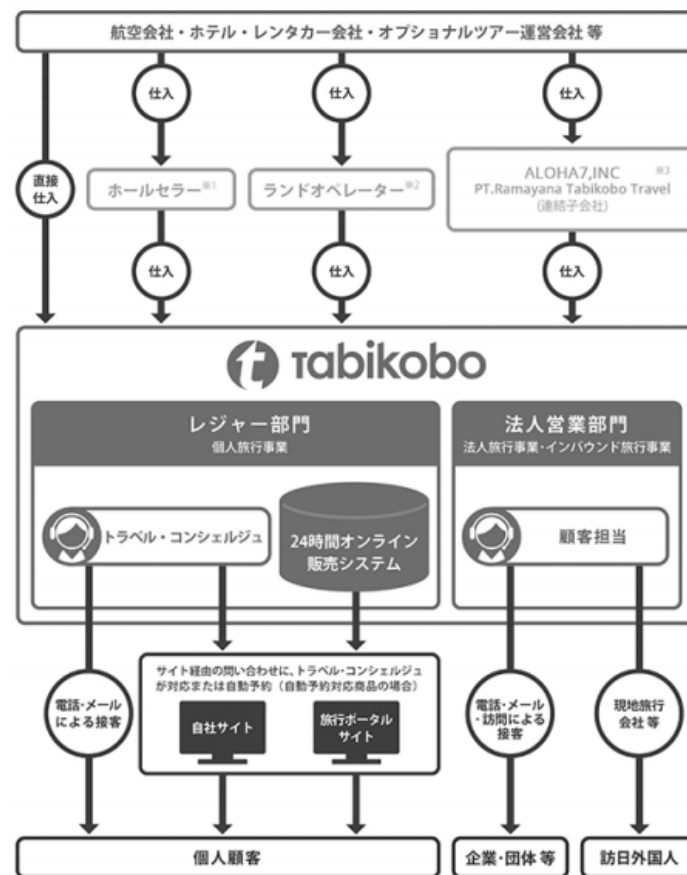 航空会社・ホテル・レンタカー会社・オプショナルツアー運営会社 等
仕入
仕入
仕入
直接
仕入
ホールセラー※1
ランドオペレーター※2
ALOHA7,INC ※3
PT.Ramayana Tabikobo Travel
(連結子会社)
仕入
仕入
仕入
Tabikobo
レジャー部門
個人旅行事業
法人営業部門
法人旅行事業・インバウンド旅行事業
トラベル・コンシェルジュ
24時間オンライン
販売システム
顧客担当
サイト経由の問い合わせに、トラベル・コンシェルジュ
が対応または自動予約(自動予約対応商品の場合)
電話・メール
による接客
自社サイト
旅行ポータル
サイト
電話・メール
・訪問による
接客
現地旅行
会社 等
個人顧客
企業・団体 等
訪日外国人